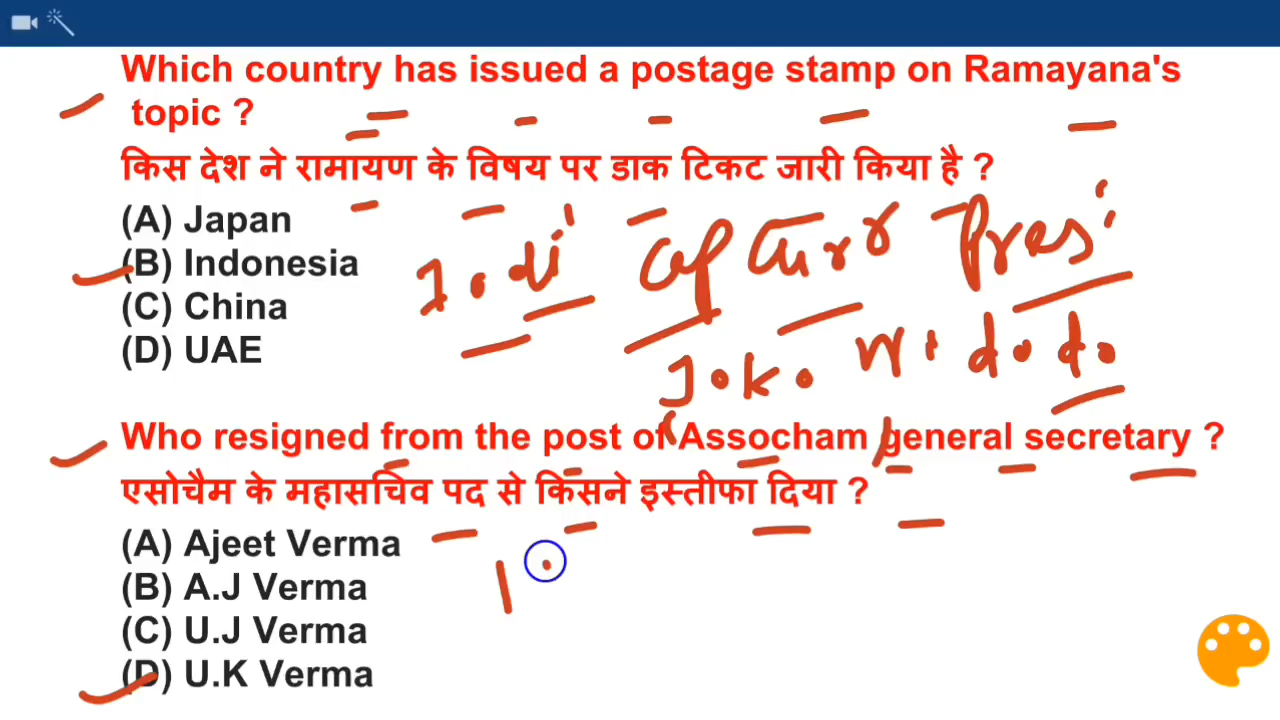 Which country has issued a postage stamp on Ramayana's
topic ?
किस देश ने रामायण के विषय पर डाक टिकट जारी किया है ?
(A) Japan
(B) Indonesia
(C) China
(D) UAE
Joko Widodo
Who resigned from the post of Assocham general secretary ?
एसोचैम के महासचिव पद से किसने इस्तीफा दिया ?
(A) Ajeet Verma
(B) A.J Verma
(C) U.J Verma
(D) U.K Verma